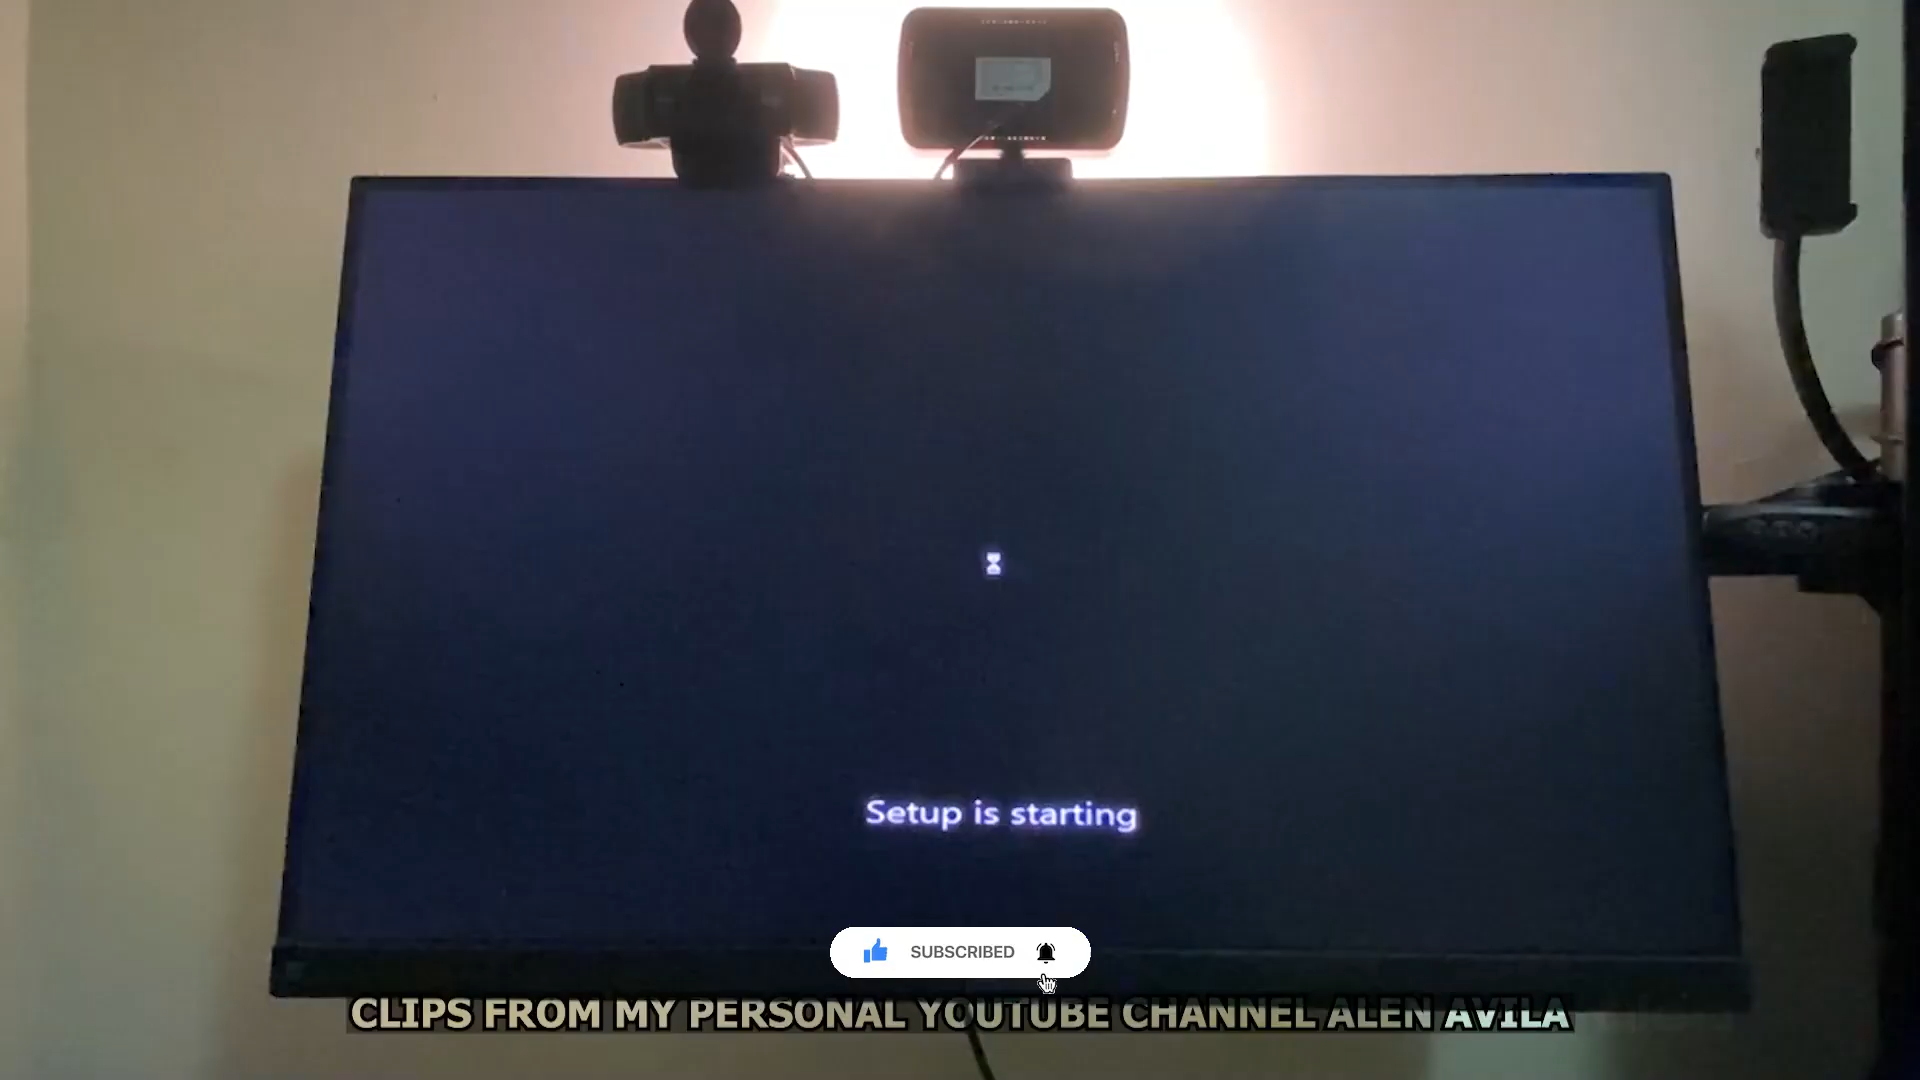 Setup is starting
SUBSCRIBED
CLIPS FROM MY PERSONAL YOUTUBE CHANNEL ALEN AVILA